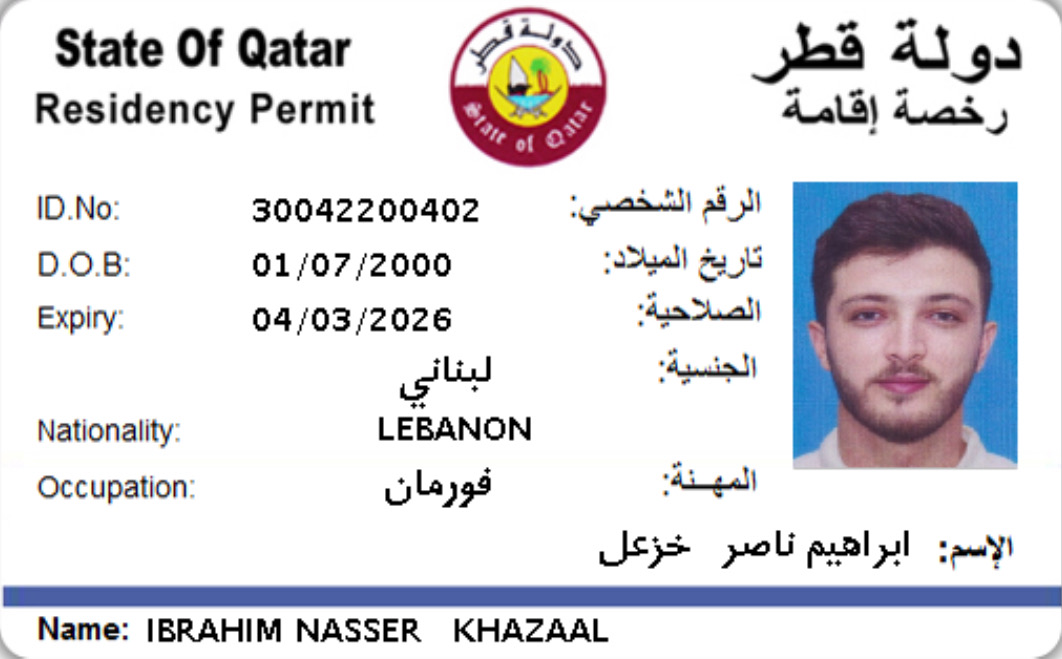 State Of Qatar دولة قطر
Residency Permit رخصة إقامة
دولة قطر
State of Qatar
ID.No: 30042200402 الرقم الشخصي:
D.O.B: 01/07/2000 تاريخ الميلاد:
Expiry: 04/03/2026 الصلاحية:
لبناني الجنسية:
Nationality: LEBANON
Occupation: فورمان المهـنة:
الإسم: ابراهيم ناصر خزعل
Name: IBRAHIM NASSER KHAZAAL